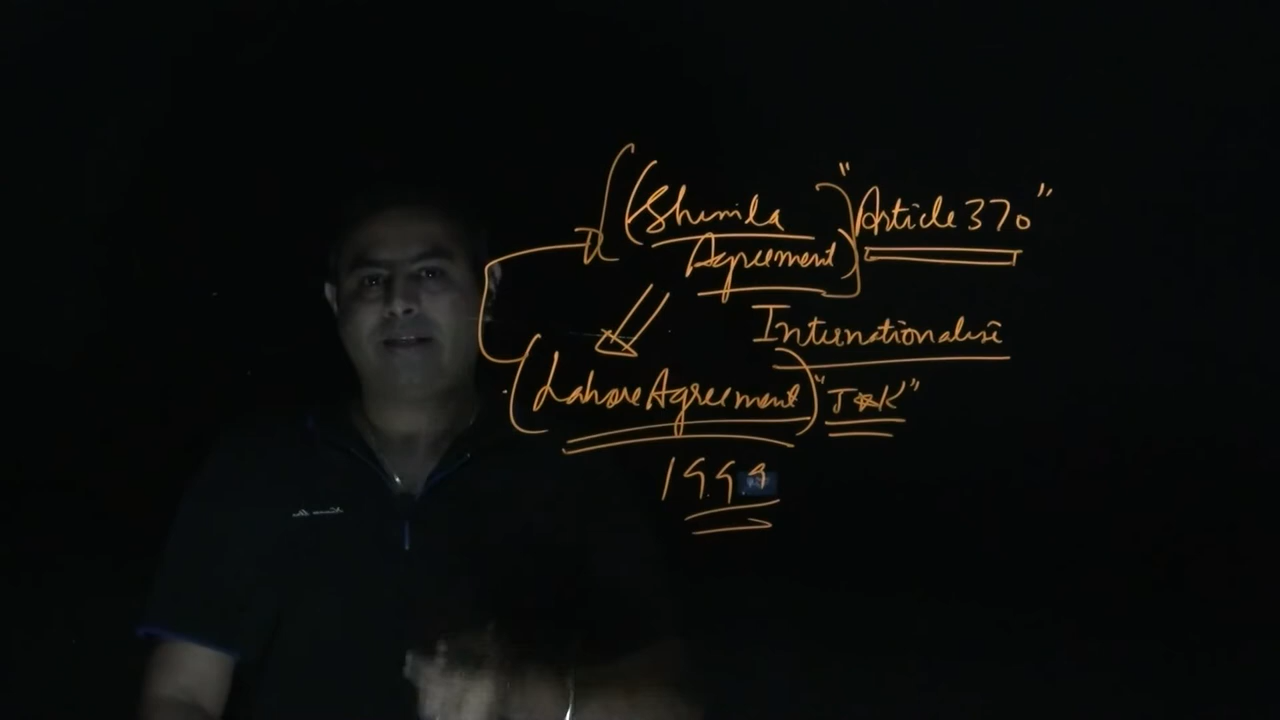 (Shimla "Article 370"
Agreement)
Internationalise
(Lahore Agreement) "J&K"
1999